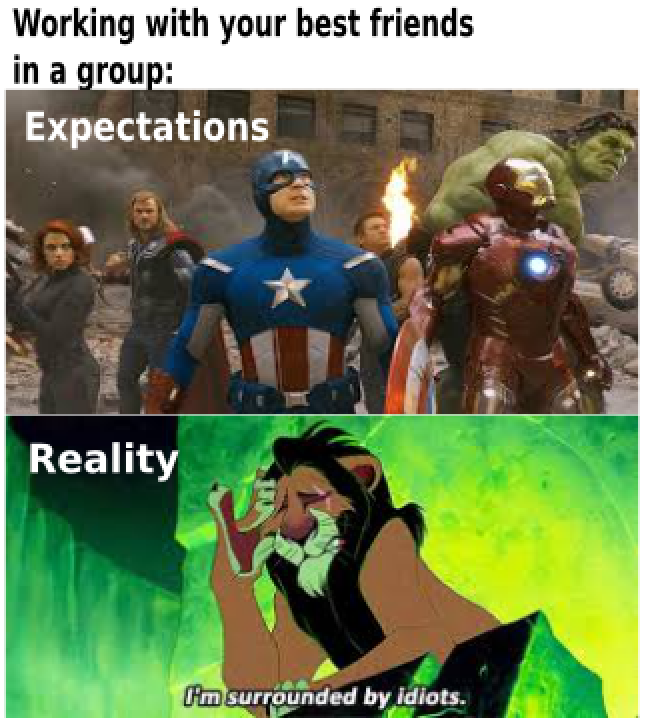 Working with your best friends
in a group:
Expectations
Reality
I'm surrounded by idiots.